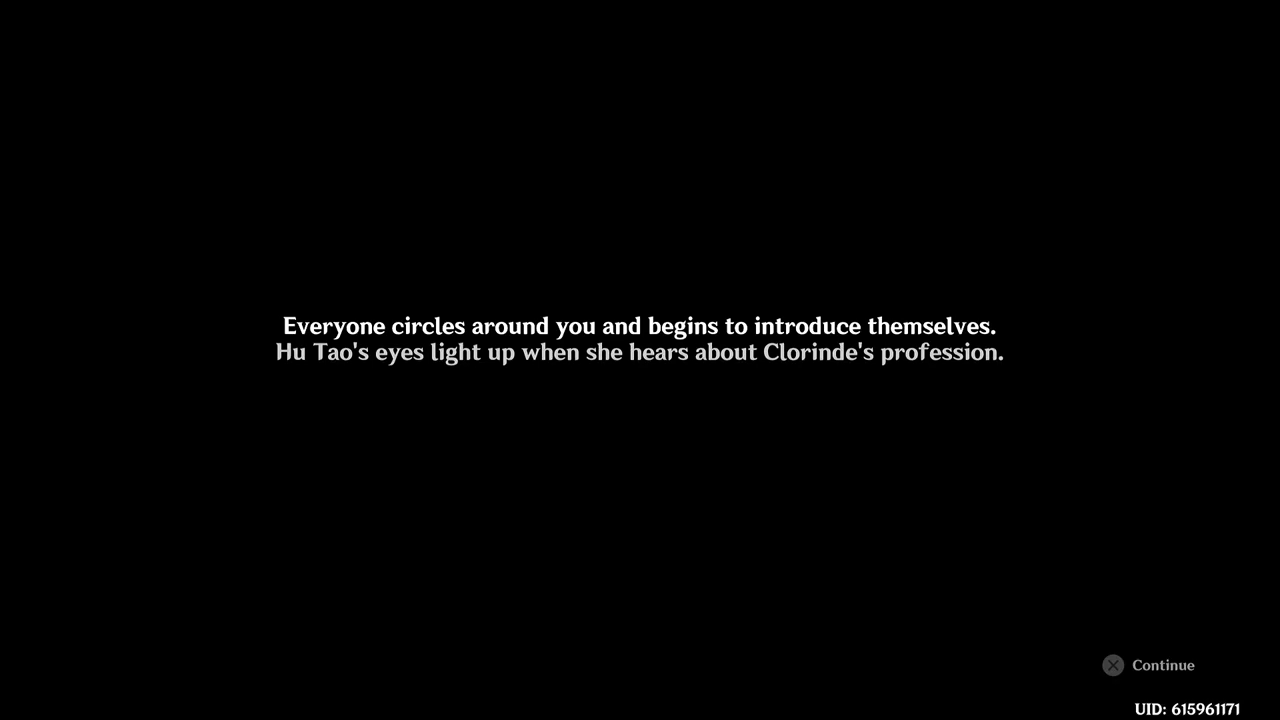 Everyone circles around you and begins to introduce themselves.
Hu Tao's eyes light up when she hears about Clorinde's profession.
Continue
UID: 615961171